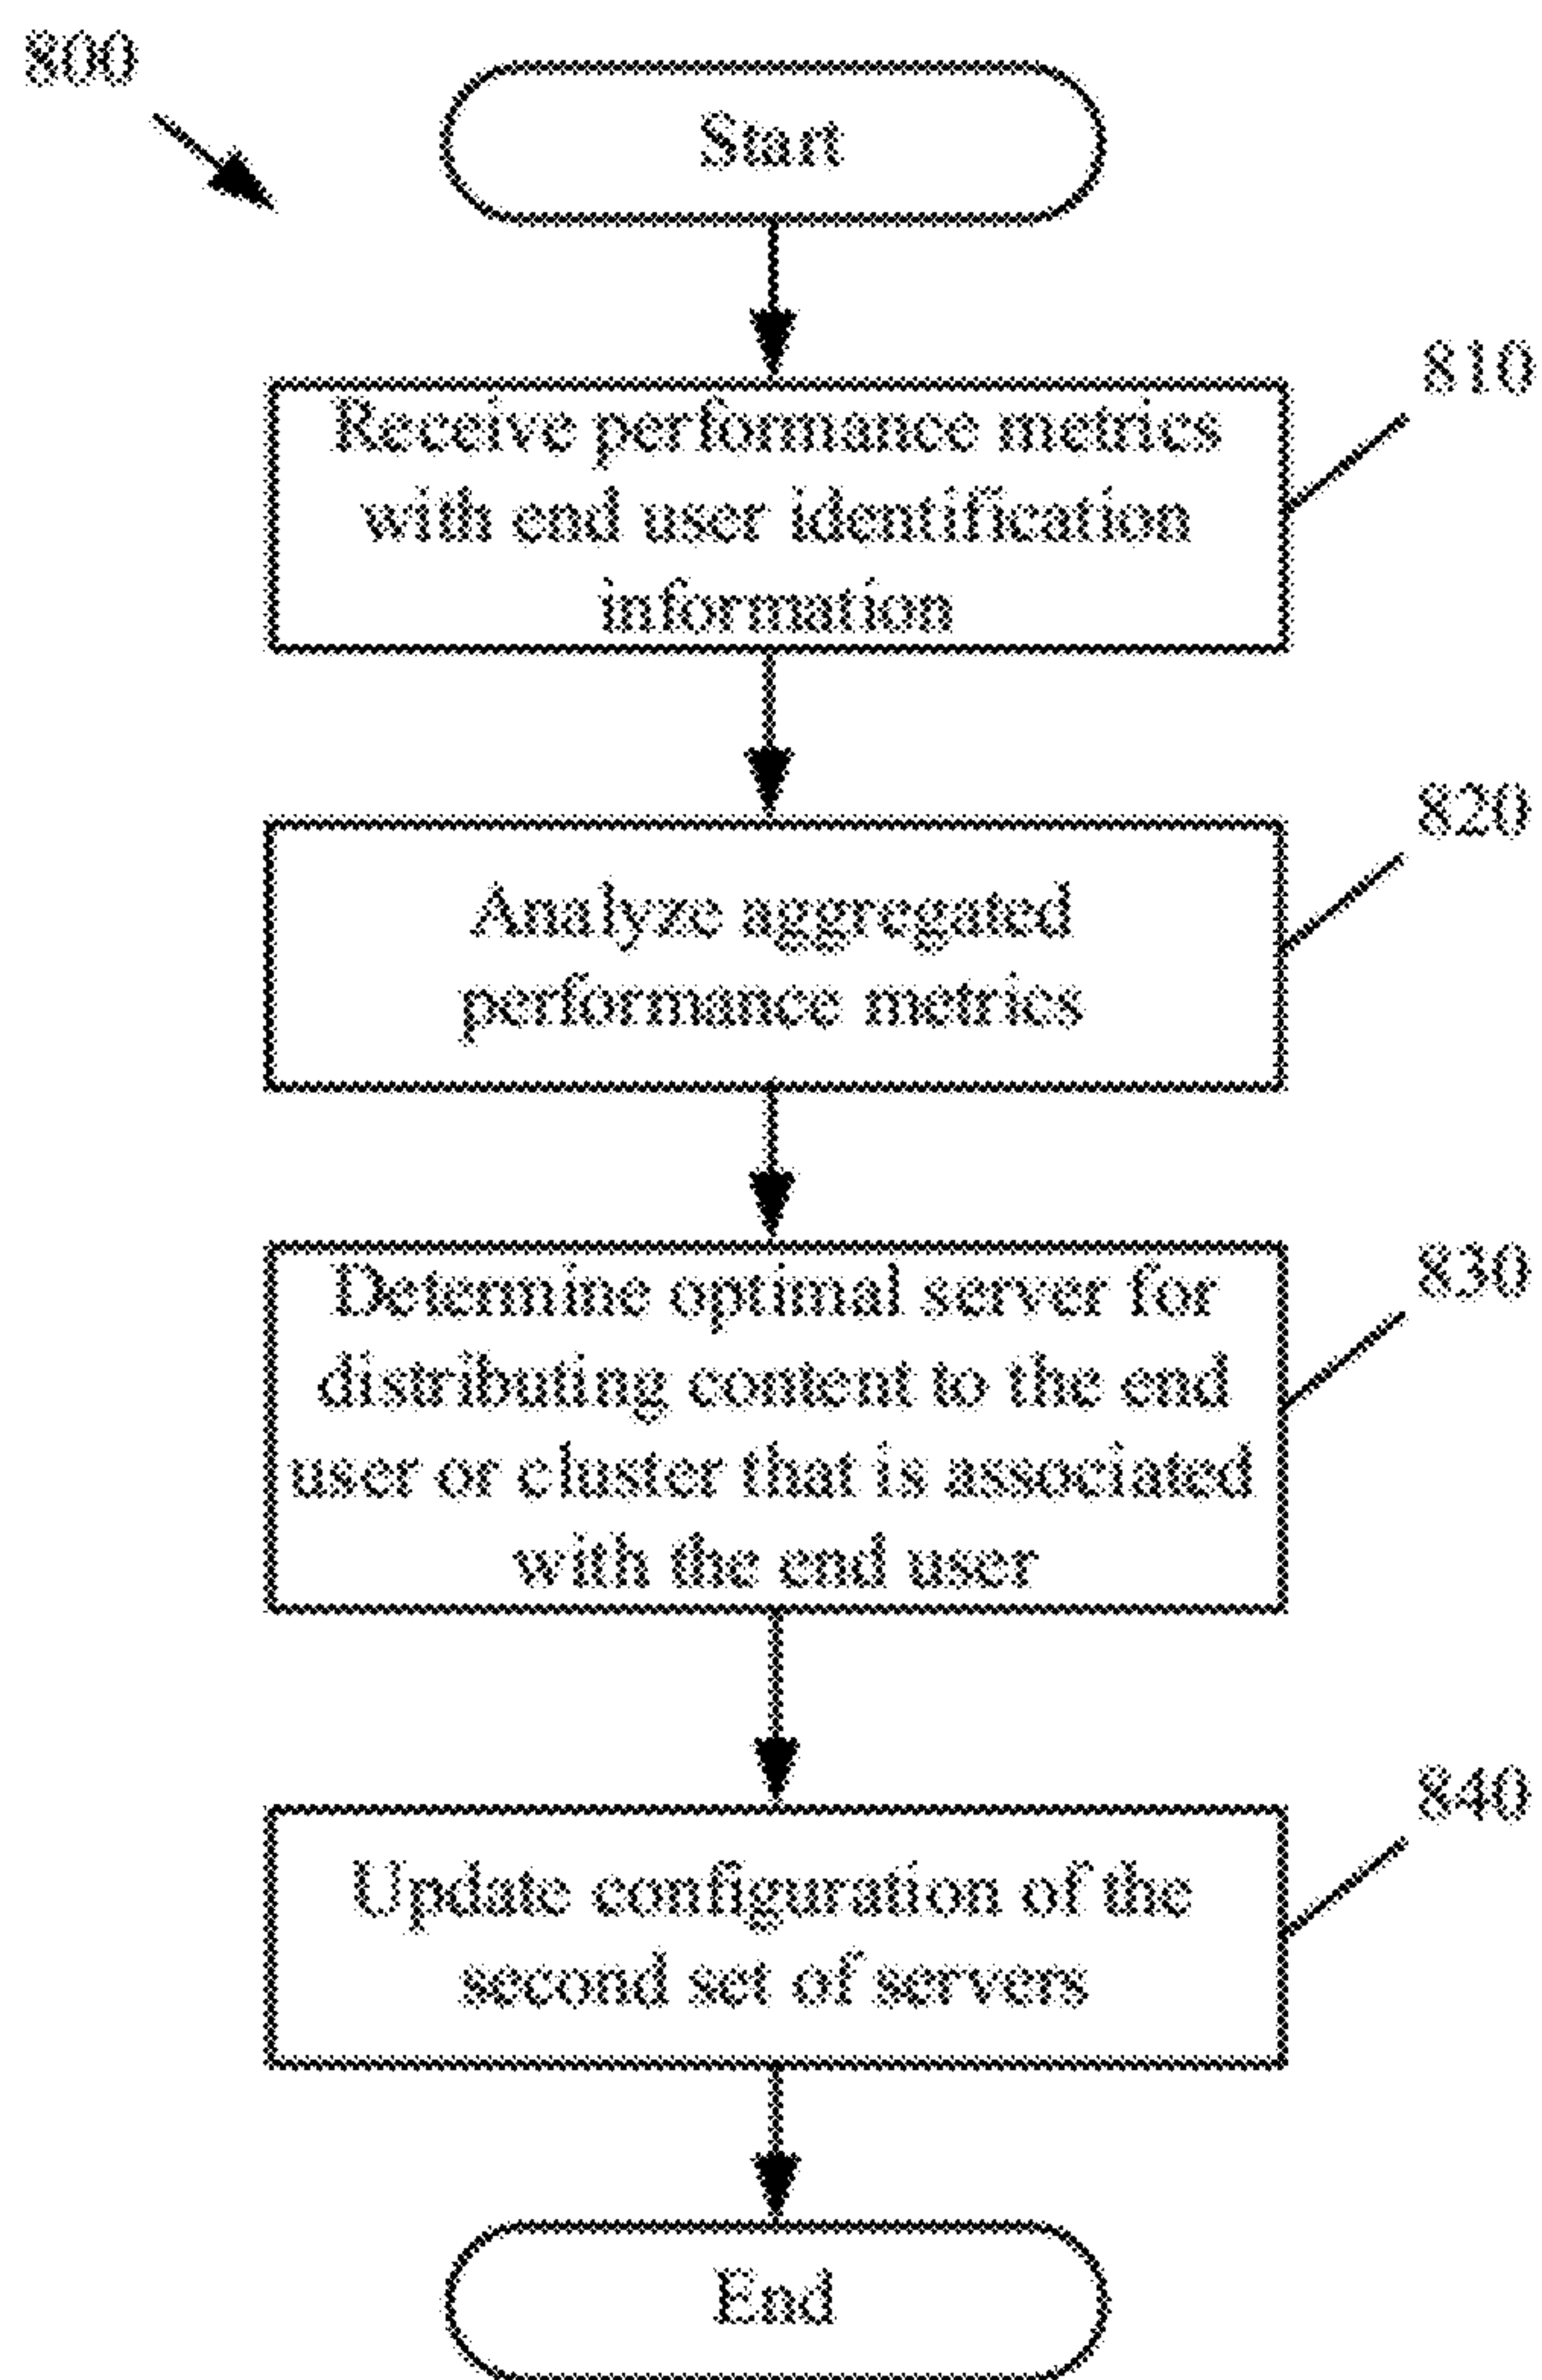 800
Start
810
Receive performance metrics
with end user identification
information
820
Analyze aggregated
performance metrics
830
Determine optimal server for
distributing content to the end
user or cluster that is associated
with the end user
840
Update configuration of the
second set of servers
End